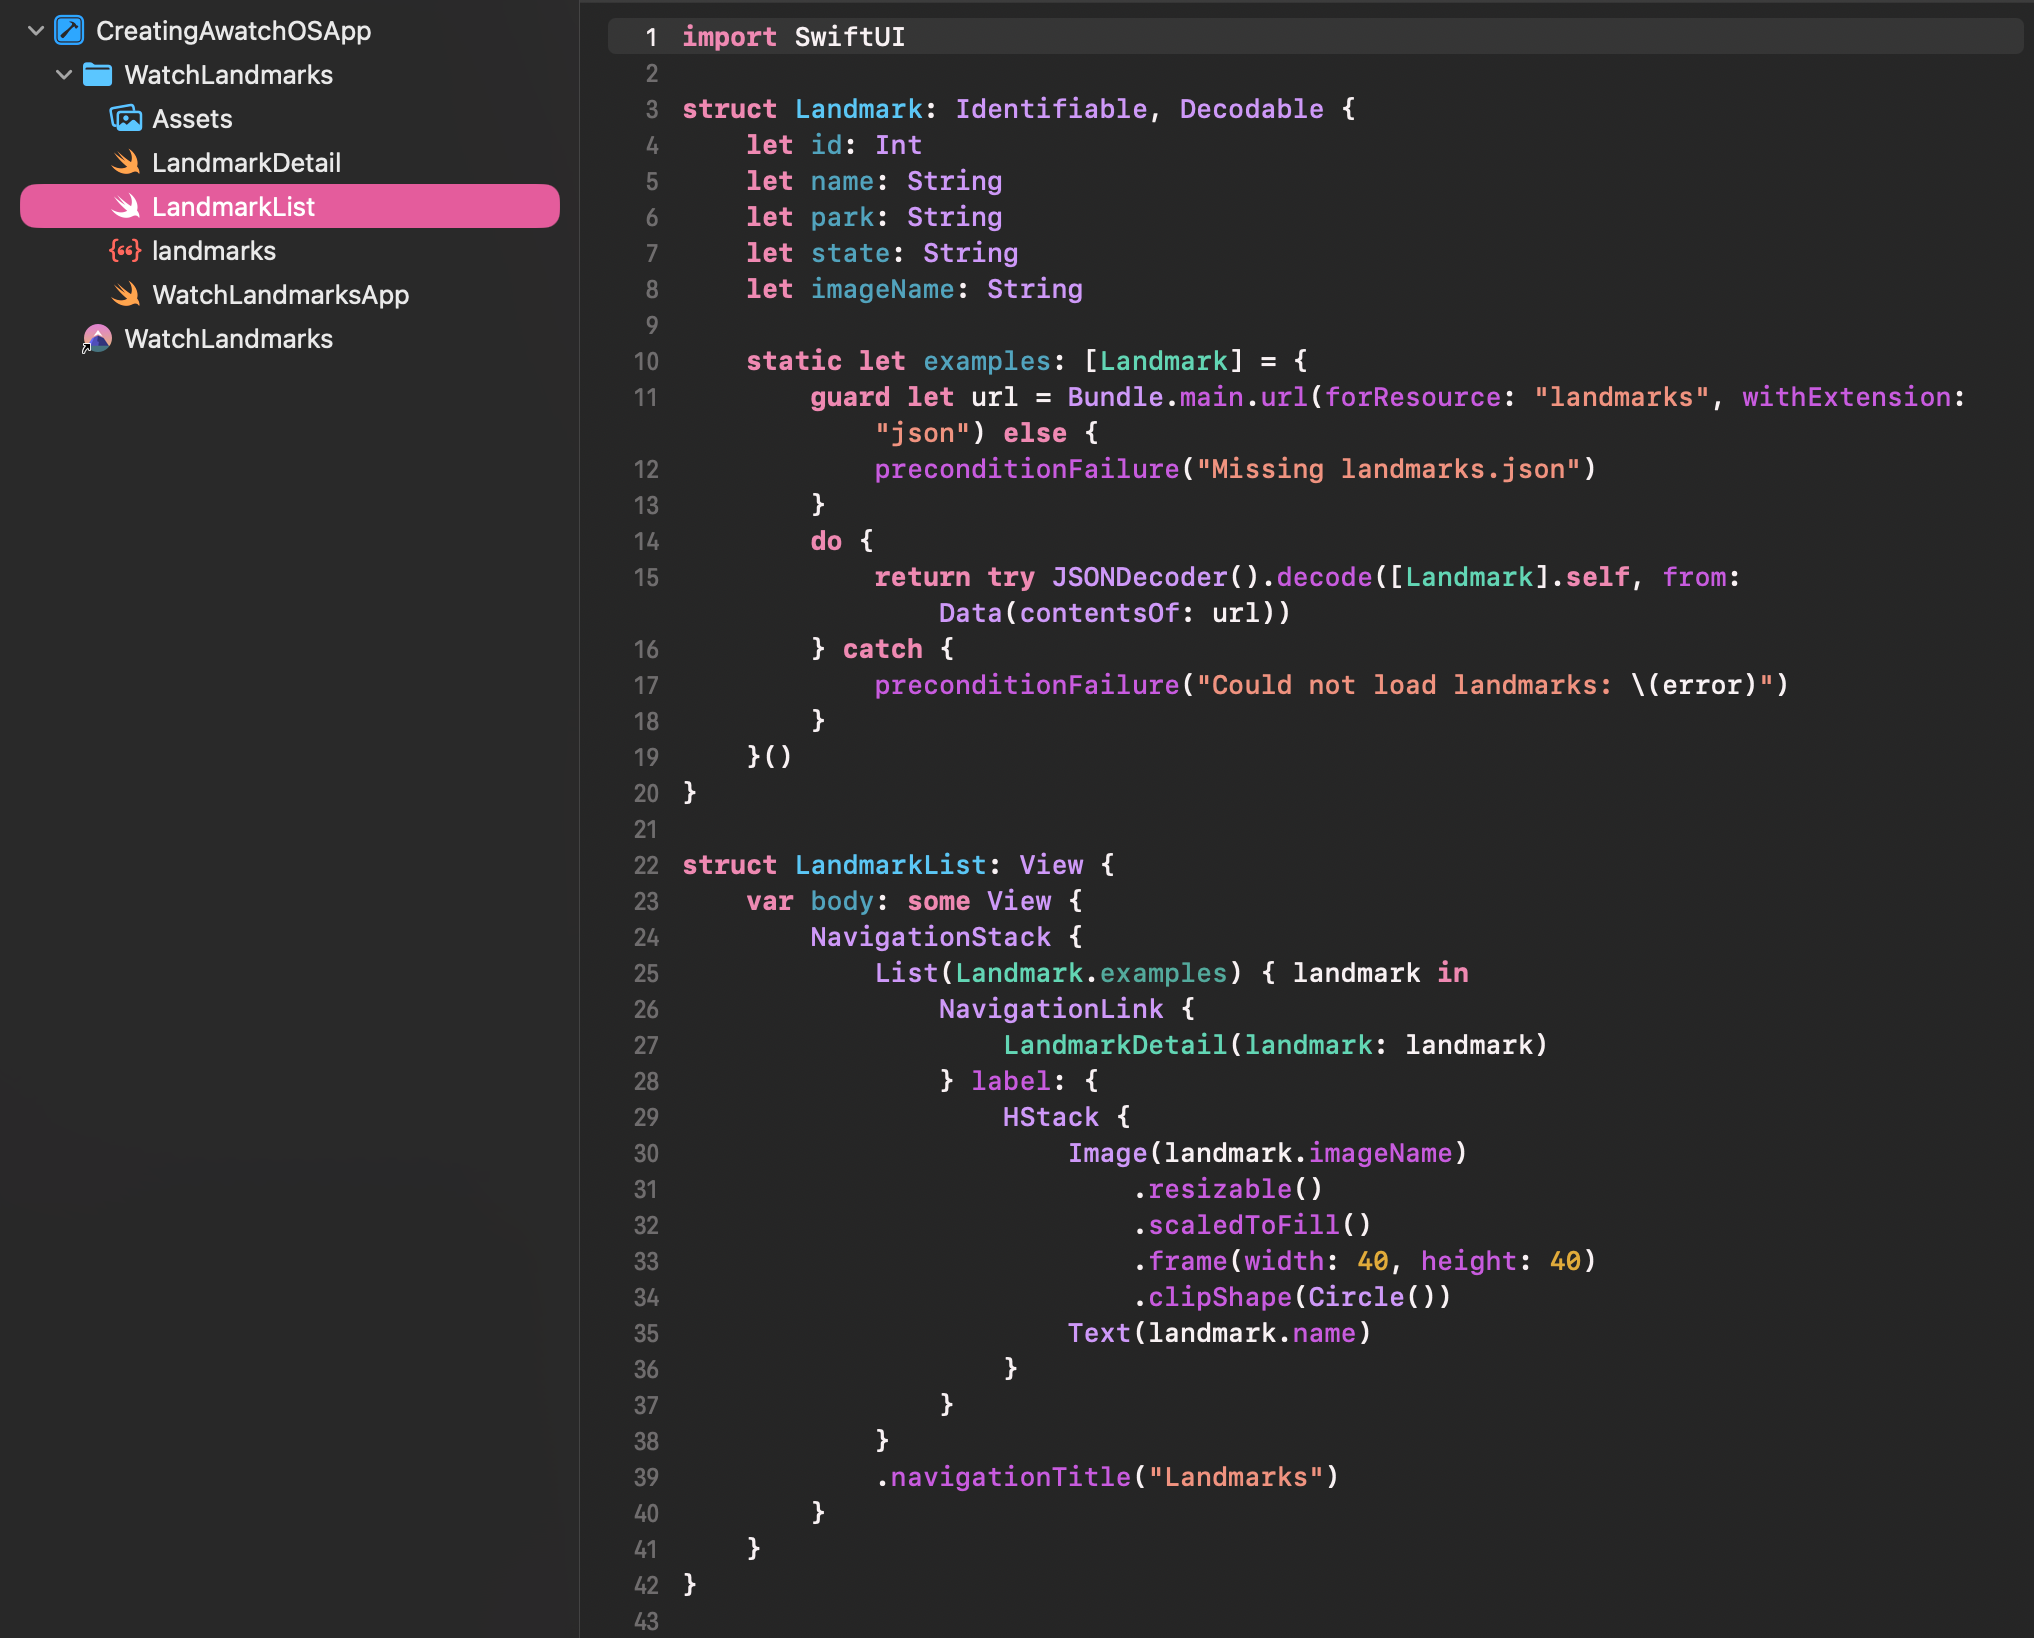 CreatingAwatchOSApp
WatchLandmarks
Assets
LandmarkDetail
LandmarkList
landmarks
WatchLandmarksApp
WatchLandmarks
1 import SwiftUI
2
3 struct Landmark: Identifiable, Decodable {
4     let id: Int
5     let name: String
6     let park: String
7     let state: String
8     let imageName: String
9
10     static let examples: [Landmark] = {
11         guard let url = Bundle.main.url(forResource: "landmarks", withExtension:
            "json") else {
12             preconditionFailure("Missing landmarks.json")
13         }
14         do {
15             return try JSONDecoder().decode([Landmark].self, from:
                Data(contentsOf: url))
16         } catch {
17             preconditionFailure("Could not load landmarks: \(error)")
18         }
19     }()
20 }
21
22 struct LandmarkList: View {
23     var body: some View {
24         NavigationStack {
25             List(Landmark.examples) { landmark in
26                 NavigationLink {
27                     LandmarkDetail(landmark: landmark)
28                 } label: {
29                     HStack {
30                         Image(landmark.imageName)
31                             .resizable()
32                             .scaledToFill()
33                             .frame(width: 40, height: 40)
34                             .clipShape(Circle())
35                         Text(landmark.name)
36                     }
37                 }
38             }
39             .navigationTitle("Landmarks")
40         }
41     }
42 }
43